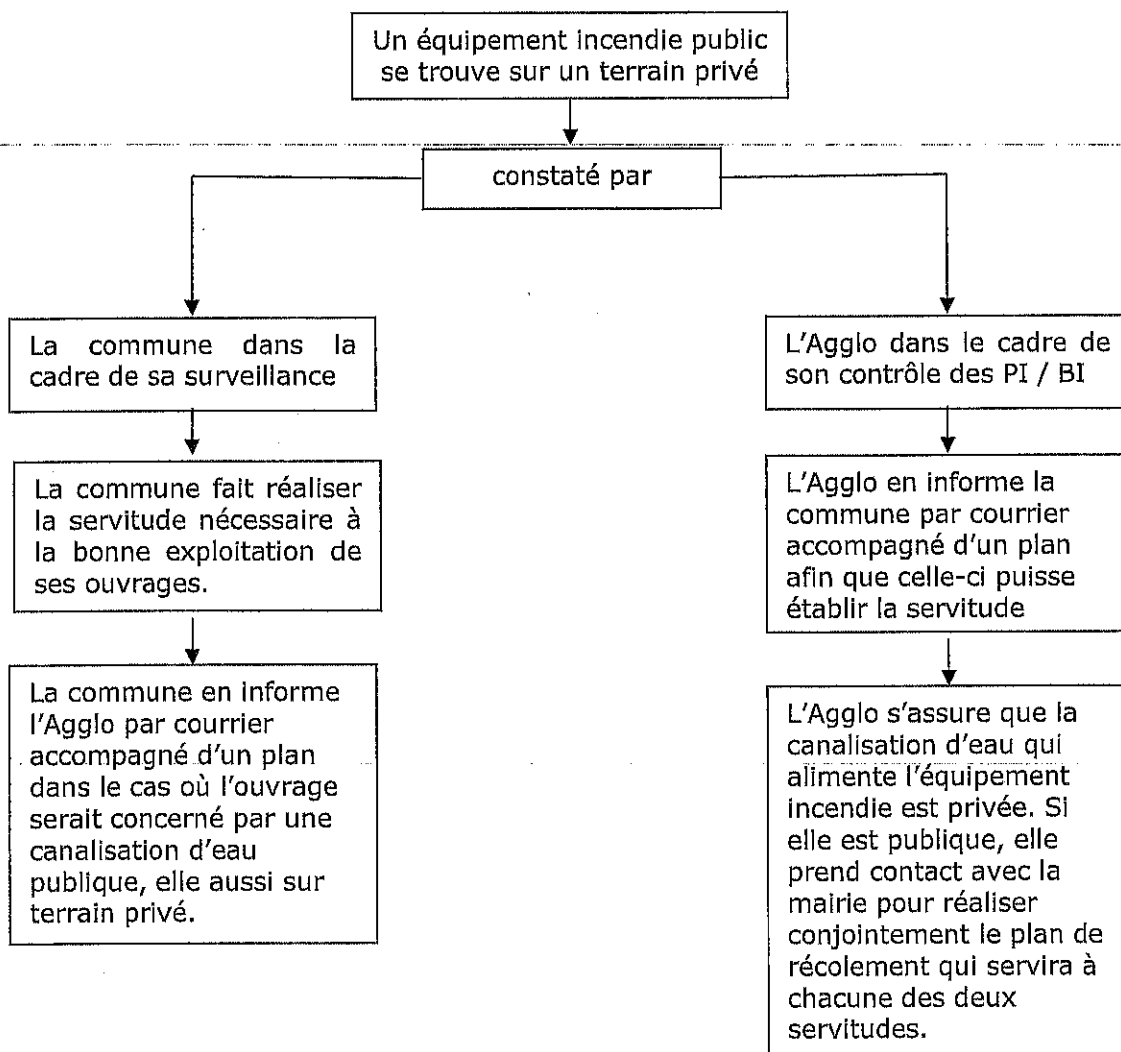 Un équipement incendie public
se trouve sur un terrain privé
constaté par
La commune dans la
cadre de sa surveillance
La commune fait réaliser
la servitude nécessaire à
la bonne exploitation de
ses ouvrages.
La commune en informe
l'Agglo par courrier
accompagné d'un plan
dans le cas où l'ouvrage
serait concerné par une
canalisation d'eau
publique, elle aussi sur
terrain privé.
L'Agglo dans le cadre de
son contrôle des PI / BI
L'Agglo en informe la
commune par courrier
accompagné d'un plan
afin que celle-ci puisse
établir la servitude
L'Agglo s'assure que la
canalisation d'eau qui
alimente l'équipement
incendie est privée. Si
elle est publique, elle
prend contact avec la
mairie pour réaliser
conjointement le plan de
récolement qui servira à
chacune des deux
servitudes.